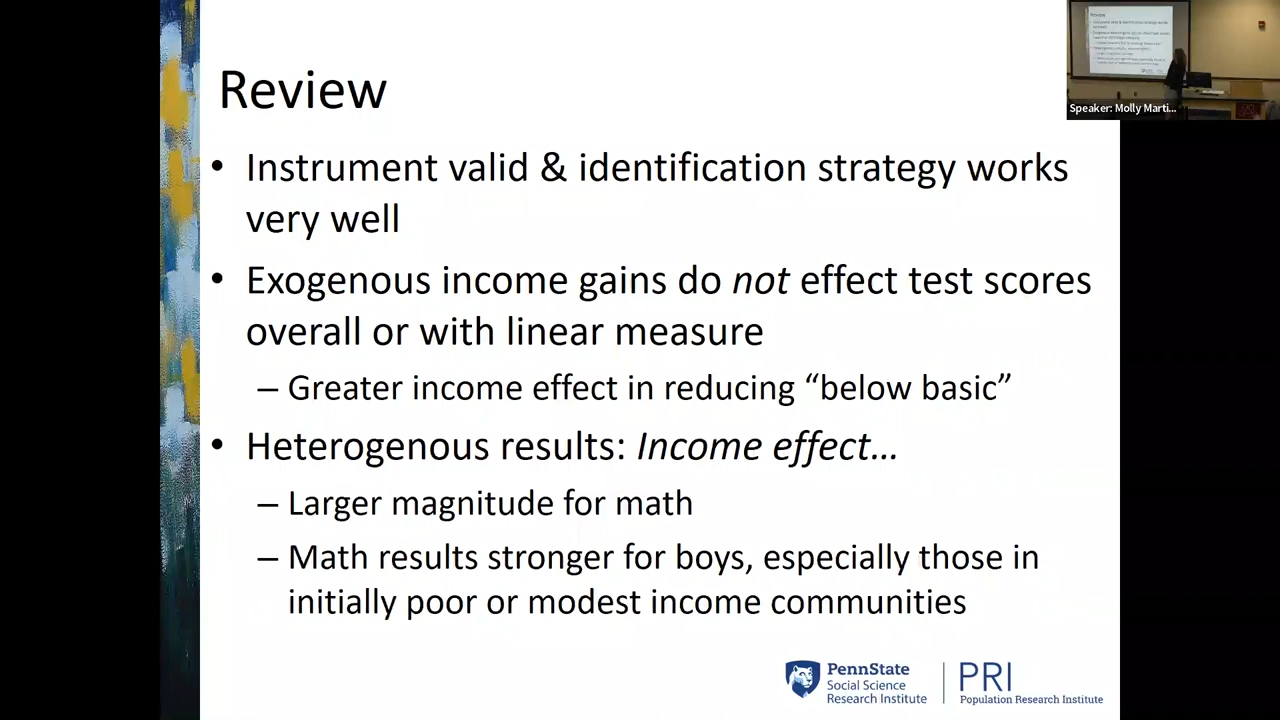 Review
• Instrument valid & identification strategy works
very well
• Exogenous income gains do not effect test scores
overall or with linear measure
– Greater income effect in reducing “below basic”
• Heterogenous results: Income effect…
– Larger magnitude for math
– Math results stronger for boys, especially those in
initially poor or modest income communities
PennState
Social Science
Research Institute
PRI
Population Research Institute
Speaker: Molly Marti...
Review